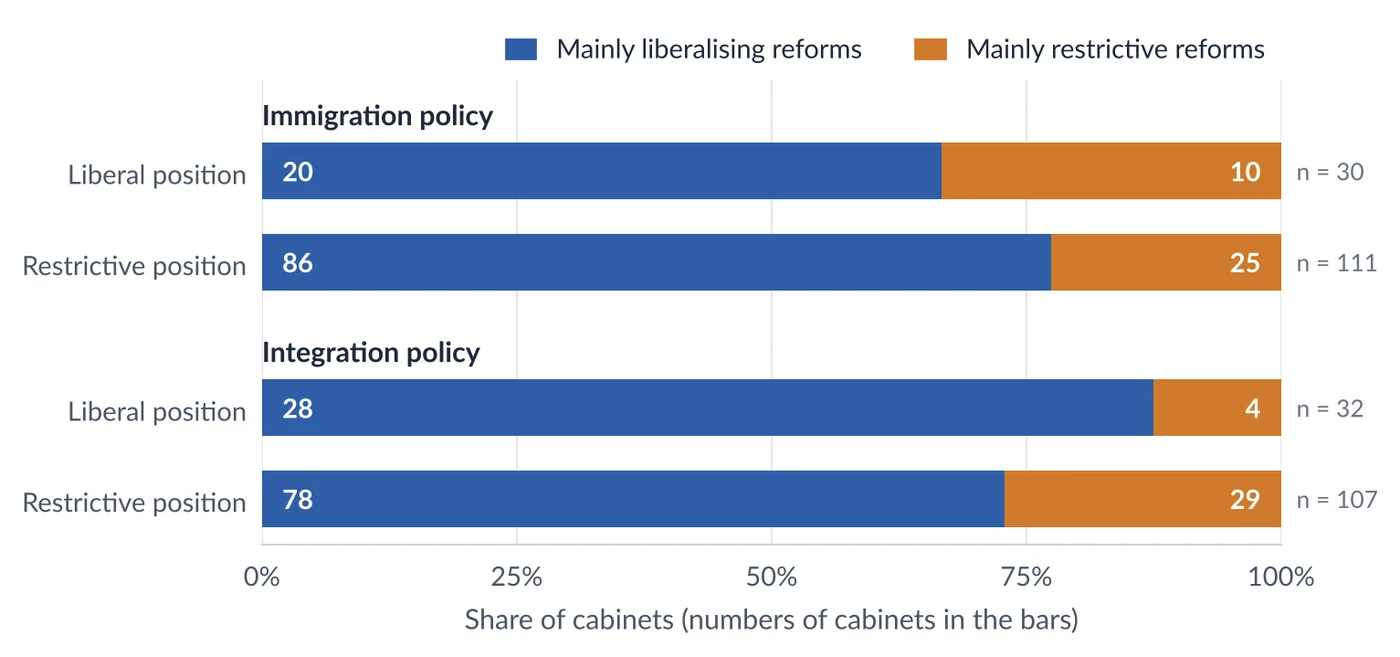 Mainly liberalising reforms Mainly restrictive reforms
Immigration policy
Liberal position 20 10 n = 30
Restrictive position 86 25 n = 111
Integration policy
Liberal position 28 4 n = 32
Restrictive position 78 29 n = 107
0% 25% 50% 75% 100%
Share of cabinets (numbers of cabinets in the bars)